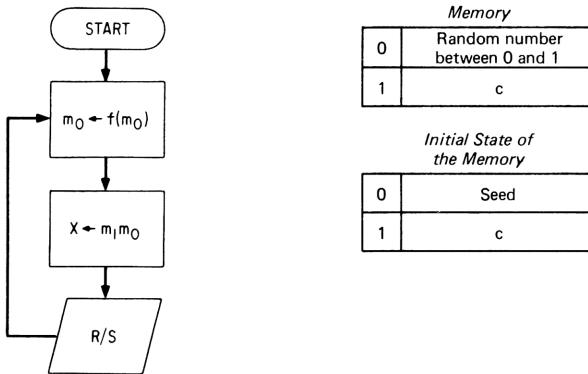 START
m₀ ← f(m₀)
X ← m₁m₀
R/S
Memory
0 Random number
between 0 and 1
1 c
Initial State of
the Memory
0 Seed
1 c